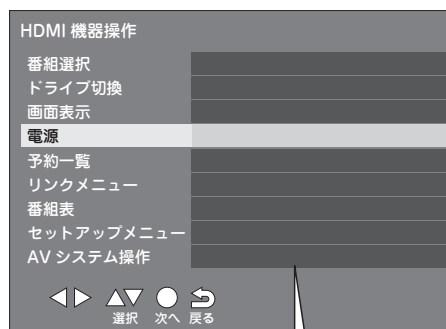 HDMI 機器操作
番組選択
ドライブ切換
画面表示
電源
予約一覧
リンクメニュー
番組表
セットアップメニュー
AV システム操作
選択 次へ 戻る